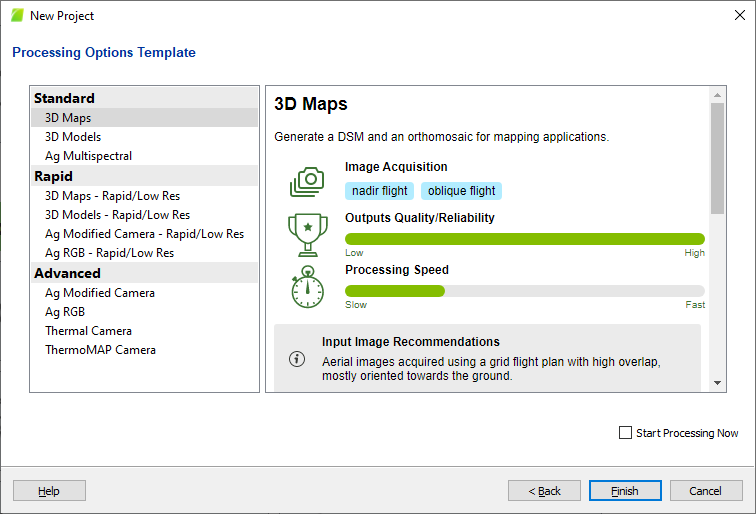 New Project
Processing Options Template
Standard
3D Maps
3D Models
Ag Multispectral
Rapid
3D Maps - Rapid/Low Res
3D Models - Rapid/Low Res
Ag Modified Camera - Rapid/Low Res
Ag RGB - Rapid/Low Res
Advanced
Ag Modified Camera
Ag RGB
Thermal Camera
ThermoMAP Camera
3D Maps
Generate a DSM and an orthomosaic for mapping applications.
Image Acquisition
nadir flight oblique flight
Outputs Quality/Reliability
Low High
Processing Speed
Slow Fast
Input Image Recommendations
Aerial images acquired using a grid flight plan with high overlap,
mostly oriented towards the ground.
Start Processing Now
Help < Back Finish Cancel